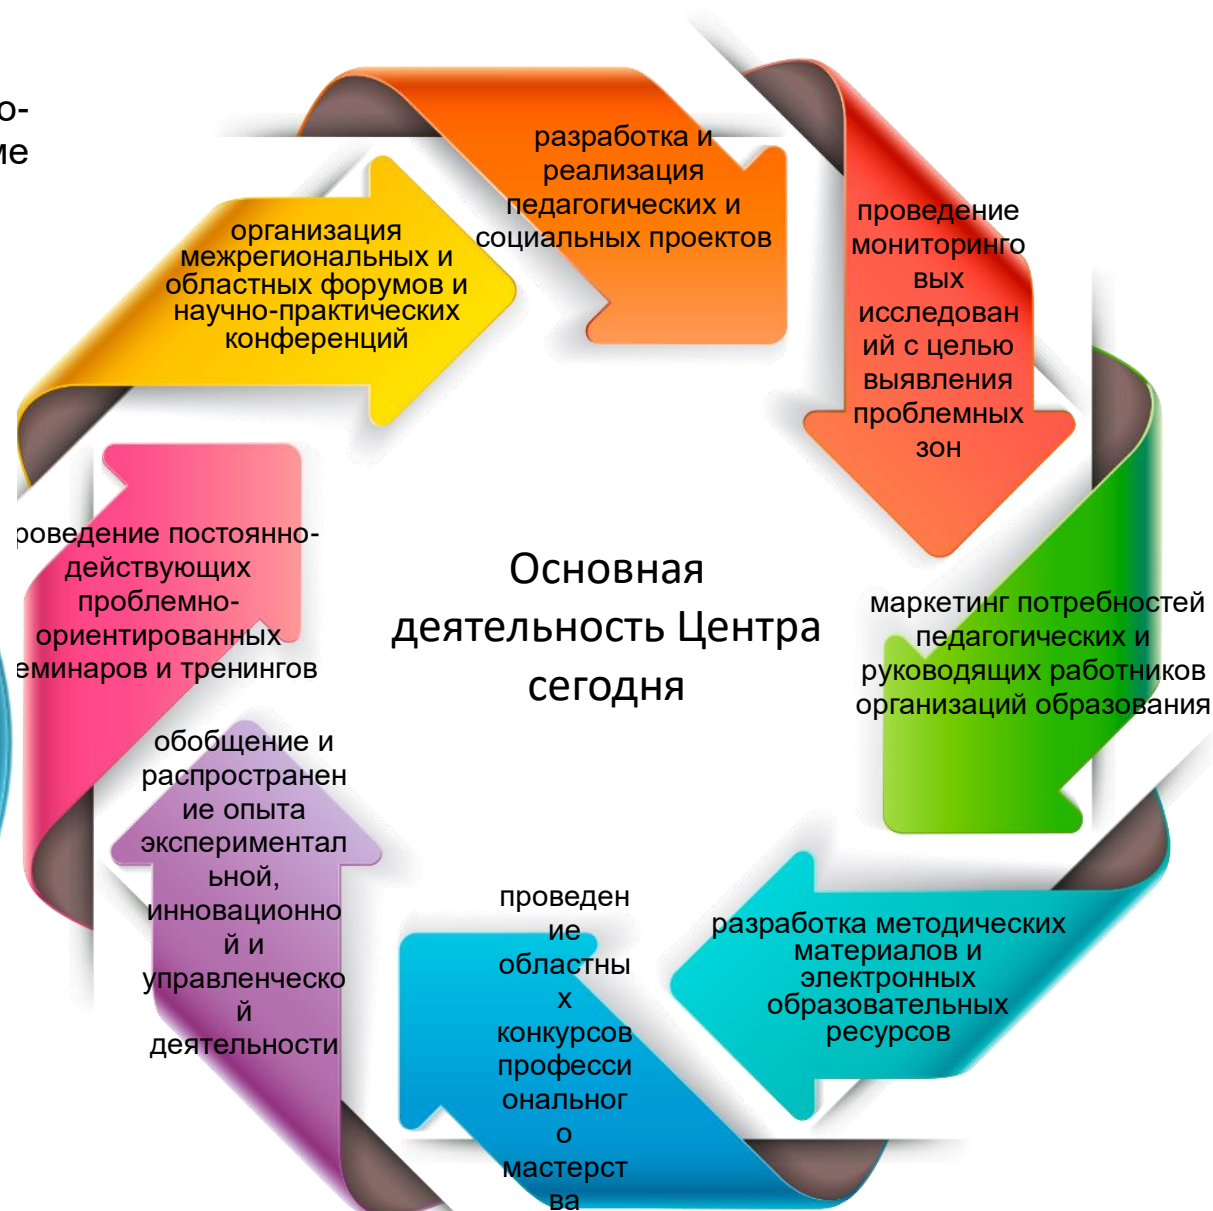 о-
ме
разработка и
реализация
педагогических и
социальных проектов
проведение
мониторинго
вых
исследован
ий с целью
выявления
проблемных
зон
маркетинг потребностей
педагогических и
руководящих работников
организаций образования
разработка методических
материалов и
электронных
образовательных
ресурсов
проведен
ие
областны
х
конкурсов
професси
ональног
о
мастерст
ва
обобщение и
распространен
ие опыта
эксперименталь
ьной,
инновационно
й и
управленческо
й
деятельности
роведение постоянно-
действующих
проблемно-
ориентированных
еминаров и тренингов
организация
межрегиональных и
областных форумов и
научно-практических
конференций
Основная
деятельность Центра
сегодня